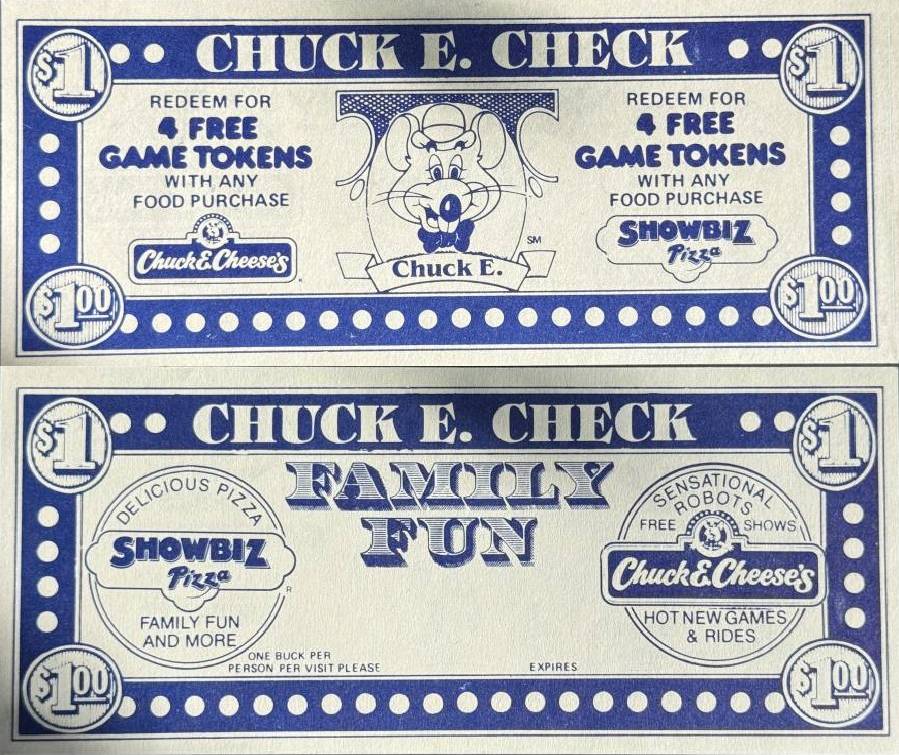 $1 CHUCK E. CHECK $1
REDEEM FOR
4 FREE
GAME TOKENS
WITH ANY
FOOD PURCHASE
Chuck E. Cheese's
SM
Chuck E.
REDEEM FOR
4 FREE
GAME TOKENS
WITH ANY
FOOD PURCHASE
SHOWBIZ
Pizza
$1.00 $1.00
$1 CHUCK E. CHECK $1
FAMILY
FUN
DELICIOUS PIZZA
SHOWBIZ
Pizza
R
FAMILY FUN
AND MORE
SENSATIONAL
ROBOTS
FREE SHOWS
Chuck E. Cheese's
HOT NEW GAMES
& RIDES
ONE BUCK PER
PERSON PER VISIT PLEASE
EXPIRES
$1.00 $1.00